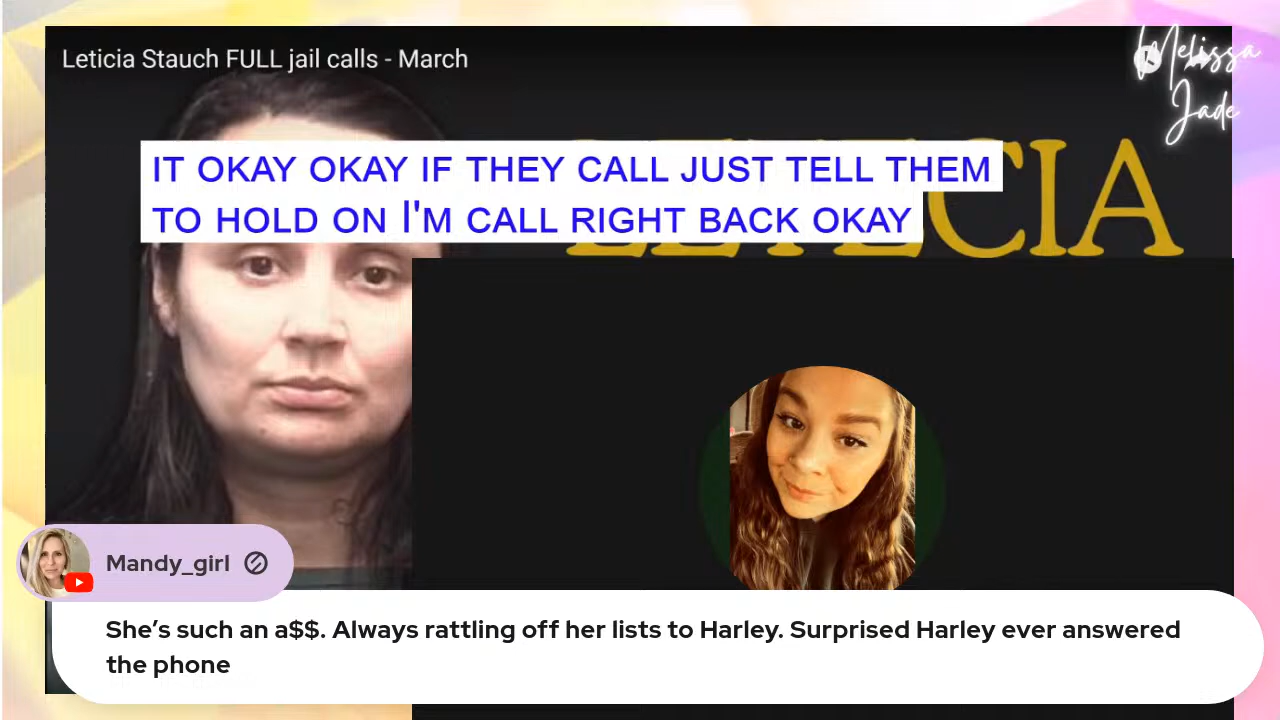 Leticia Stauch FULL jail calls - March
Melissa
Jade
IT OKAY OKAY IF THEY CALL JUST TELL THEM
TO HOLD ON I'M CALL RIGHT BACK OKAY
LETECIA
Mandy_girl
She’s such an a$$. Always rattling off her lists to Harley. Surprised Harley ever answered
the phone